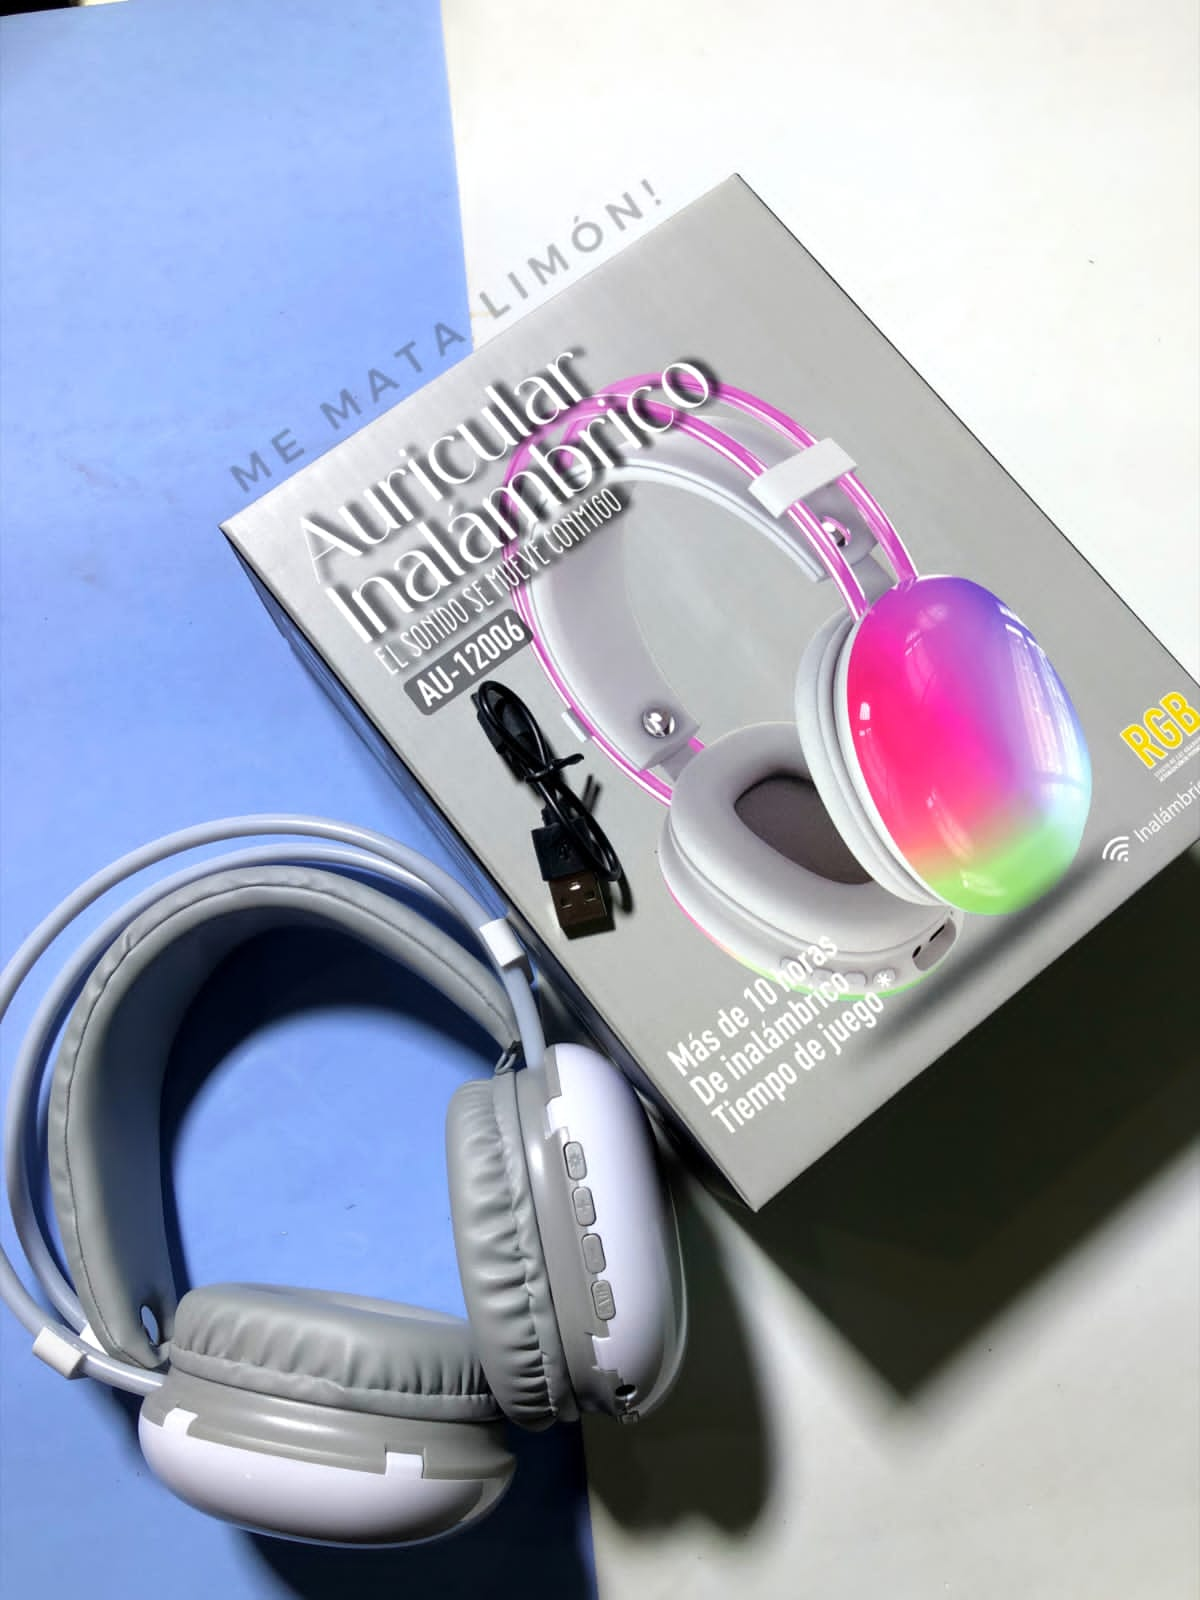 ME MATA LIMÓN!
Auricular
Inalámbrico
EL SONIDO SE MUEVE CONMIGO
AU-12006
RGB
Inalámbric
Más de 10 horas
De inalámbrico
Tiempo de juego *